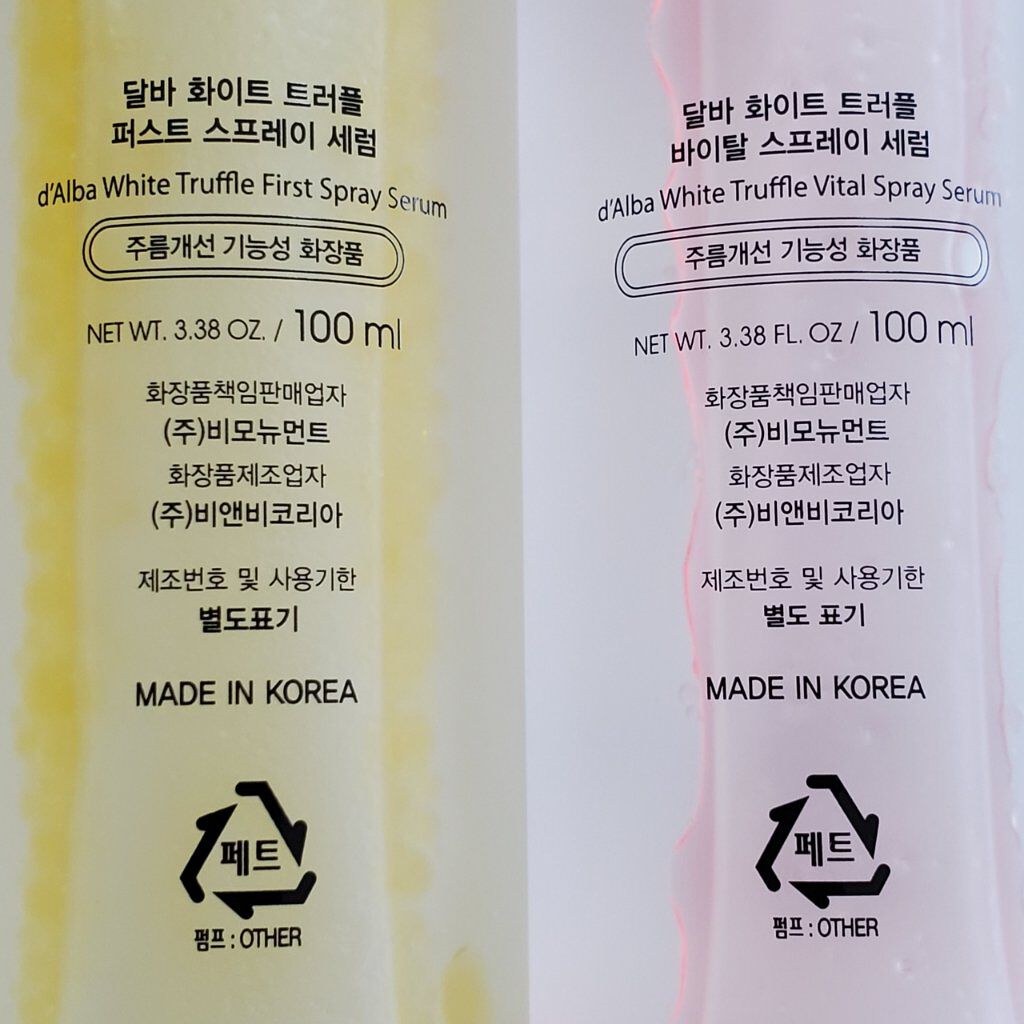 달바 화이트 트러플
퍼스트 스프레이 세럼
d'Alba White Truffle First Spray Serum
주름개선 기능성 화장품
NET WT. 3.38 OZ. / 100 ml
화장품책임판매업자
(주)비모뉴먼트
화장품제조업자
(주)비앤비코리아
제조번호 및 사용기한
별도표기
MADE IN KOREA
페트
펌프 : OTHER
달바 화이트 트러플
바이탈 스프레이 세럼
d'Alba White Truffle Vital Spray Serum
주름개선 기능성 화장품
NET WT. 3.38 FL. OZ / 100 ml
화장품책임판매업자
(주)비모뉴먼트
화장품제조업자
(주)비앤비코리아
제조번호 및 사용기한
별도 표기
MADE IN KOREA
페트
펌프 : OTHER